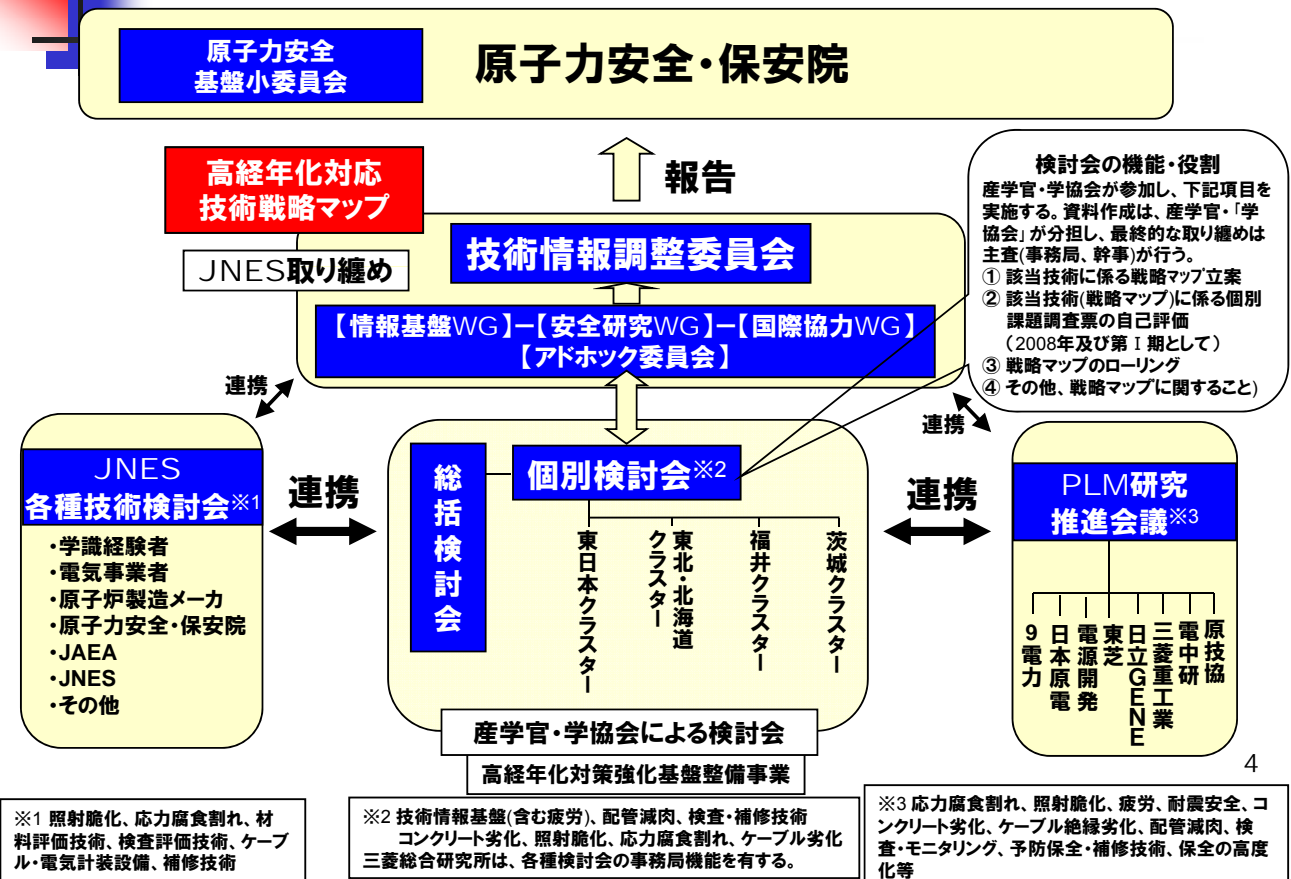 原子力安全
基盤小委員会
原子力安全・保安院
報告
高経年化対応
技術戦略マップ
JNES取り纏め
技術情報調整委員会
【情報基盤WG】－【安全研究WG】－【国際協力WG】
【アドホック委員会】
検討会の機能・役割
産学官・学協会が参加し、下記項目を
実施する。資料作成は、産学官・「学
協会」が分担し、最終的な取り纏めは
主査(事務局、幹事)が行う。
① 該当技術に係る戦略マップ立案
② 該当技術(戦略マップ)に係る個別
課題調査票の自己評価
（2008年及び第Ⅰ期として）
③ 戦略マップのローリング
④ その他、戦略マップに関すること)
連携
連携
JNES
各種技術検討会※1
・学識経験者
・電気事業者
・原子炉製造メーカ
・原子力安全・保安院
・JAEA
・JNES
・その他
連携
総括検討会
個別検討会※2
東日本クラスター
東北・北海道
クラスター
福井クラスター
茨城クラスター
産学官・学協会による検討会
高経年化対策強化基盤整備事業
連携
PLM研究
推進会議※3
9電力
日本原電
電源開発
東芝
日立GENE
三菱重工業
電中研
原技協
4
※1 照射脆化、応力腐食割れ、材
料評価技術、検査評価技術、ケーブ
ル・電気計装設備、補修技術
※2 技術情報基盤(含む疲労)、配管減肉、検査・補修技術
コンクリート劣化、照射脆化、応力腐食割れ、ケーブル劣化
三菱総合研究所は、各種検討会の事務局機能を有する。
※3 応力腐食割れ、照射脆化、疲労、耐震安全、コ
ンクリート劣化、ケーブル絶縁劣化、配管減肉、検
査・モニタリング、予防保全・補修技術、保全の高度
化等